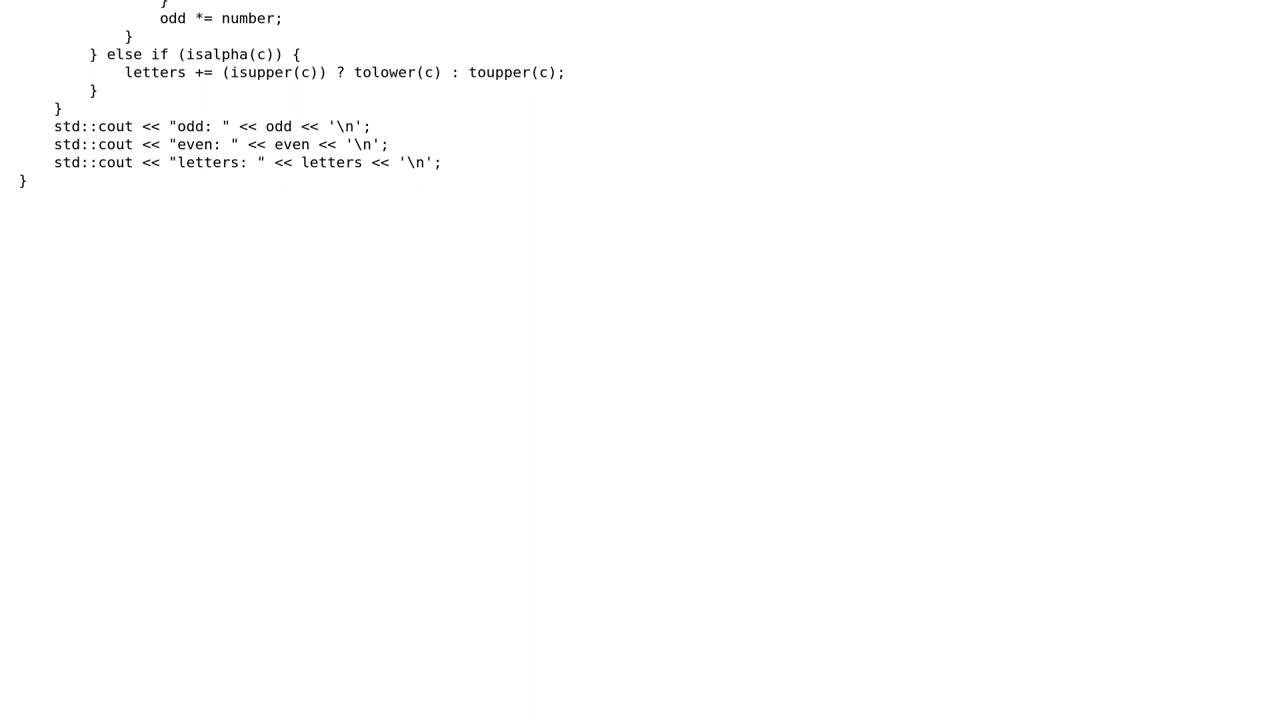 }
odd *= number;
}
} else if (isalpha(c)) {
letters += (isupper(c)) ? tolower(c) : toupper(c);
}
}
std::cout << "odd: " << odd << '\n';
std::cout << "even: " << even << '\n';
std::cout << "letters: " << letters << '\n';
}